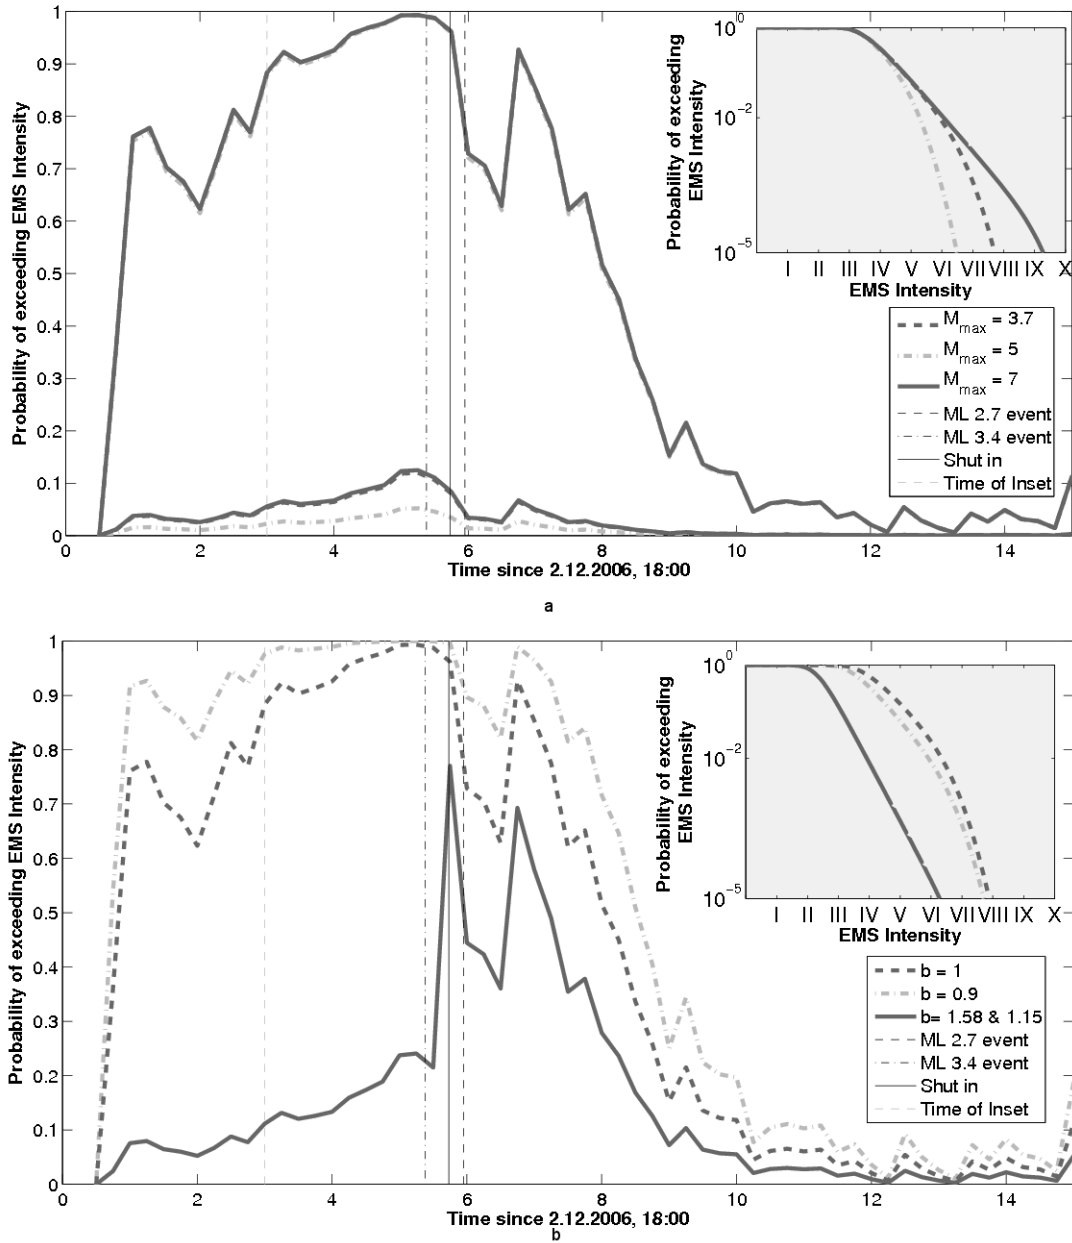 1
0.9
0.8
0.7
0.6
0.5
0.4
0.3
0.2
0.1
0
Probability of exceeding EMS Intensity
0 2 4 6 8 10 12 14
Time since 2.12.2006, 18:00
10^0
10^-2
10^-5
Probability of exceeding
EMS Intensity
I II III IV V VI VII VIII IX X
EMS Intensity
M_max = 3.7
M_max = 5
M_max = 7
ML 2.7 event
ML 3.4 event
Shut in
Time of Inset
a
1
0.9
0.8
0.7
0.6
0.5
0.4
0.3
0.2
0.1
0
Probability of exceeding EMS Intensity
0 2 4 6 8 10 12 14
Time since 2.12.2006, 18:00
10^0
10^-2
10^-5
Probability of exceeding
EMS Intensity
I II III IV V VI VII VIII IX X
EMS Intensity
b = 1
b = 0.9
b= 1.58 & 1.15
ML 2.7 event
ML 3.4 event
Shut in
Time of Inset
b